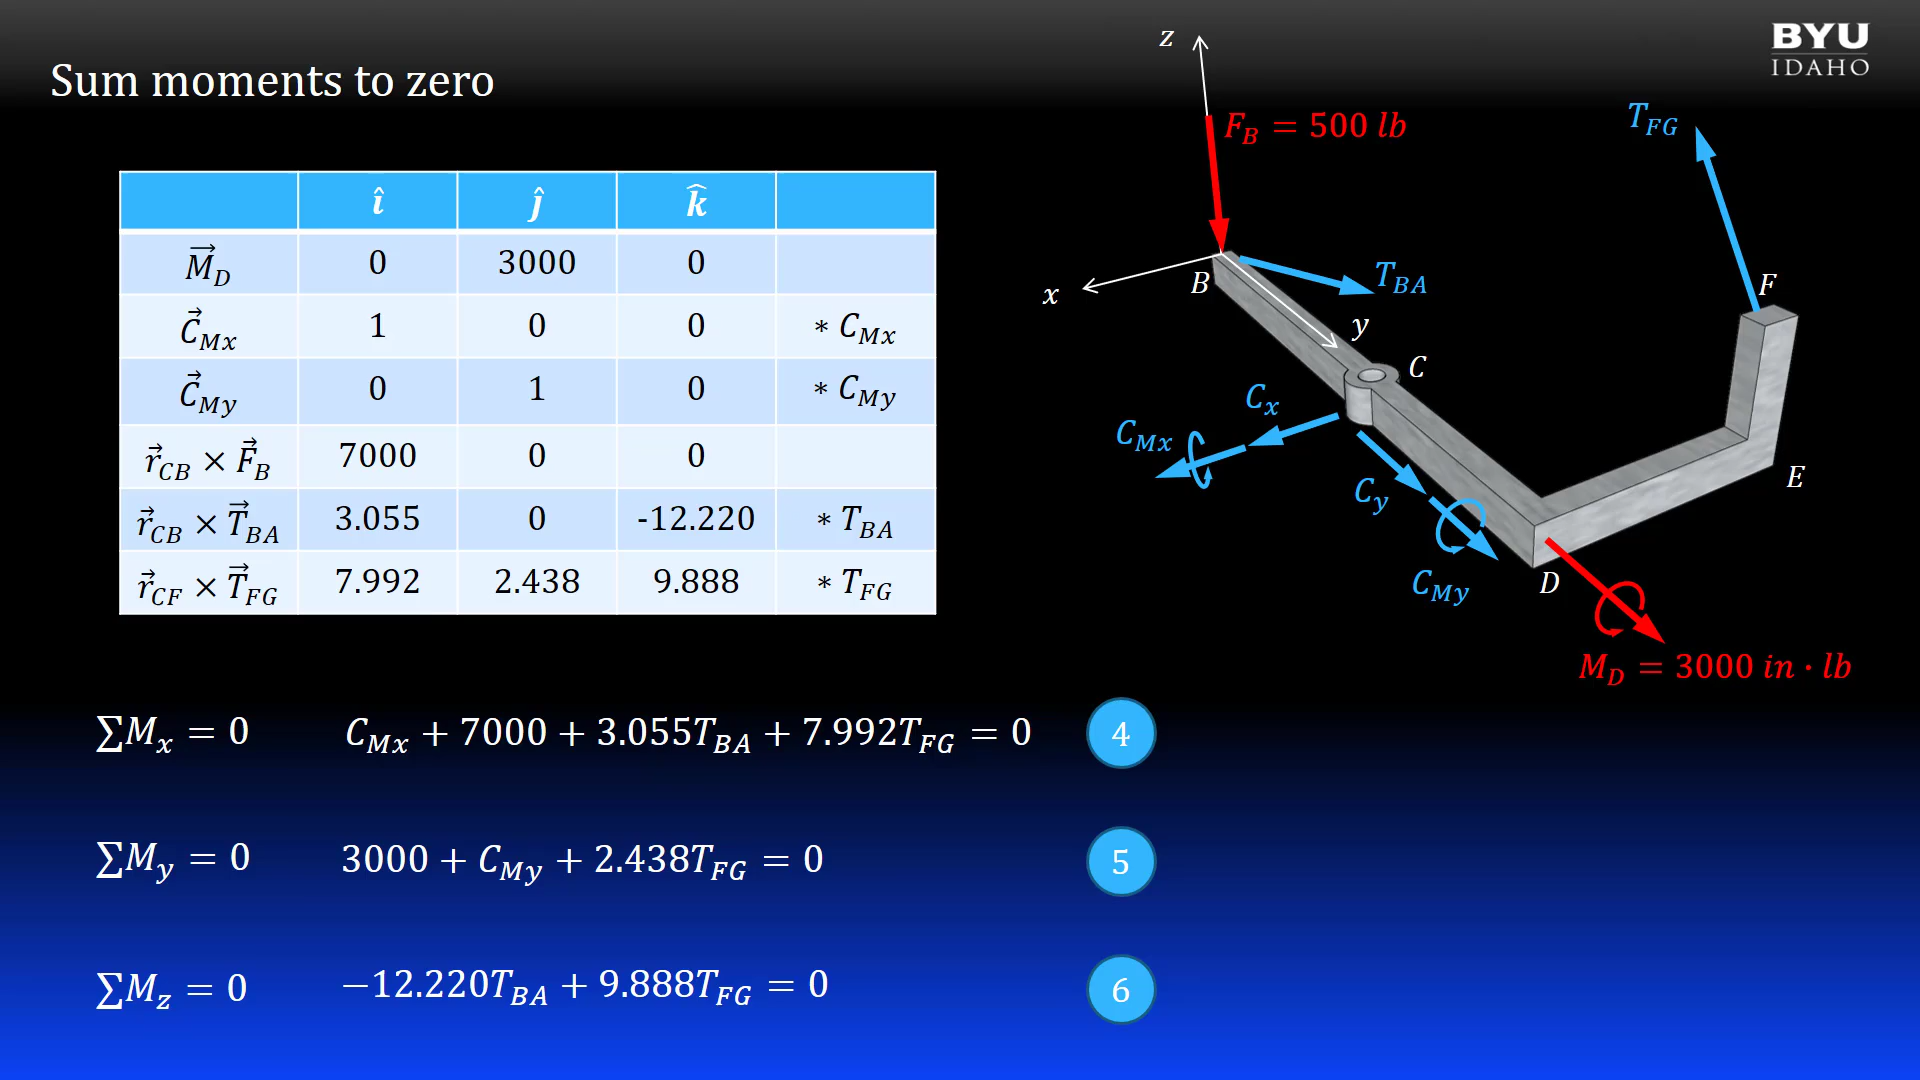 Sum moments to zero
BYU
IDAHO
î ĵ k̂
M⃗_D 0 3000 0
C⃗_Mx 1 0 0 * C_Mx
C⃗_My 0 1 0 * C_My
r⃗_CB × F⃗_B 7000 0 0
r⃗_CB × T⃗_BA 3.055 0 -12.220 * T_BA
r⃗_CF × T⃗_FG 7.992 2.438 9.888 * T_FG
z
F_B = 500 lb
T_FG
x
B
T_BA
F
y
C
C_x
C_Mx
C_y
E
C_My
D
M_D = 3000 in · lb
∑M_x = 0 C_Mx + 7000 + 3.055T_BA + 7.992T_FG = 0 4
∑M_y = 0 3000 + C_My + 2.438T_FG = 0 5
∑M_z = 0 −12.220T_BA + 9.888T_FG = 0 6